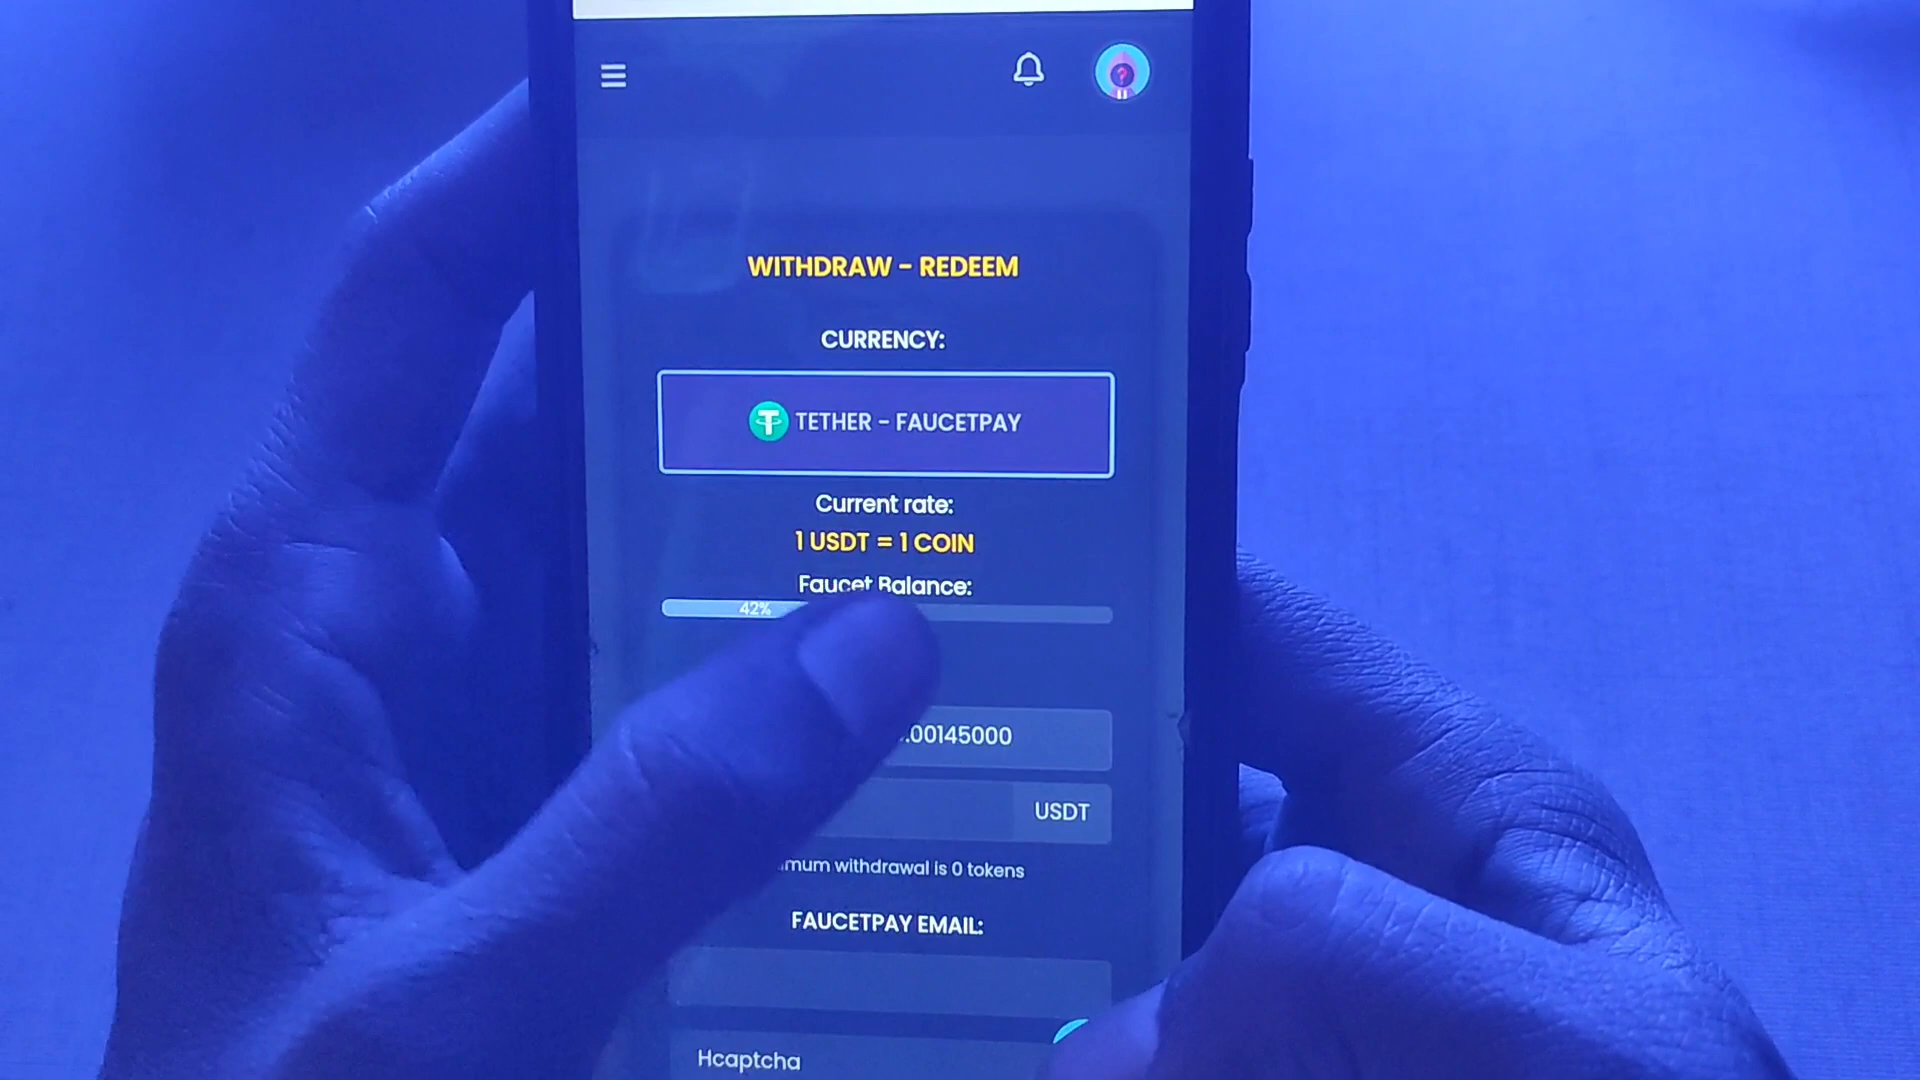 WITHDRAW - REDEEM
CURRENCY:
TETHER - FAUCETPAY
Current rate:
1 USDT = 1 COIN
Faucet Balance:
42%
.00145000
USDT
withdrawal is 0 tokens
FAUCETPAY EMAIL:
Hcaptcha